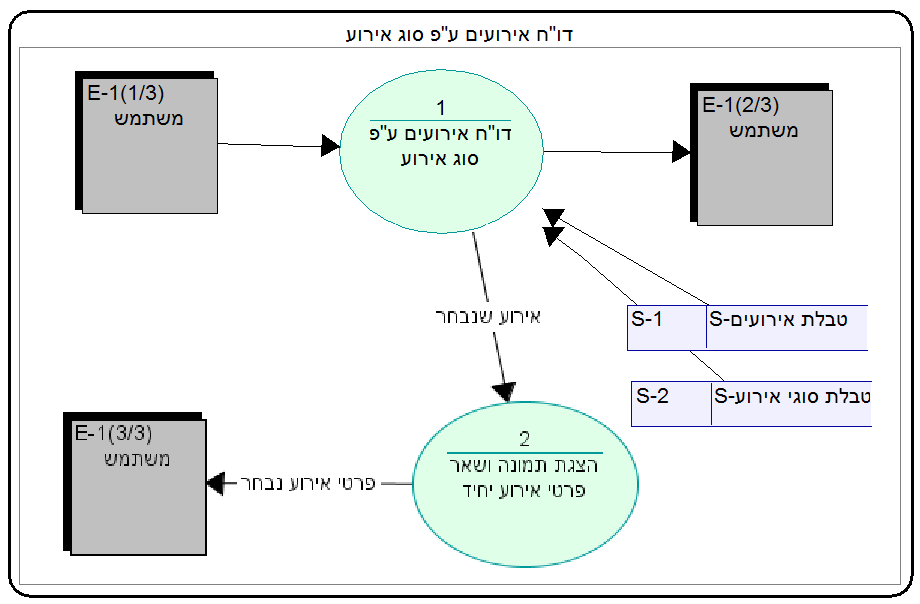 דו"ח אירועים ע"פ סוג אירוע
E-1(1/3)
משתמש
1
דו"ח אירועים ע"פ
סוג אירוע
E-1(2/3)
משתמש
אירוע שנבחר
S-1
S-טבלת אירועים
S-2
S-טבלת סוגי אירוע
E-1(3/3)
משתמש
פרטי אירוע נבחר
2
הצגת תמונה ושאר
פרטי אירוע יחיד